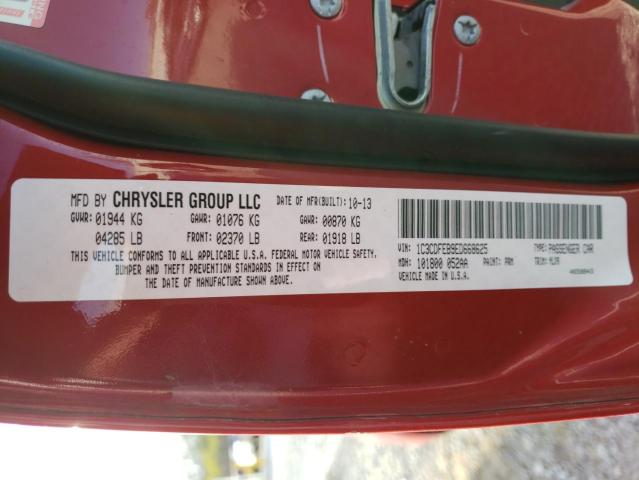 MFD BY CHRYSLER GROUP LLC DATE OF MFR(BUILT): 10-13
GVWR: 01944 KG GAWR: 01076 KG GAWR: 00870 KG
04285 LB FRONT: 02370 LB REAR: 01918 LB
THIS VEHICLE CONFORMS TO ALL APPLICABLE U.S.A. FEDERAL MOTOR VEHICLE SAFETY,
BUMPER AND THEFT PREVENTION STANDARDS IN EFFECT ON
THE DATE OF MANUFACTURE SHOWN ABOVE.
VIN: 1C3CDFEB9ED668625 TYPE: PASSENGER CAR
MDH: 101800 052AA PAINT: PRM TRIM:
VEHICLE MADE IN U.S.A.